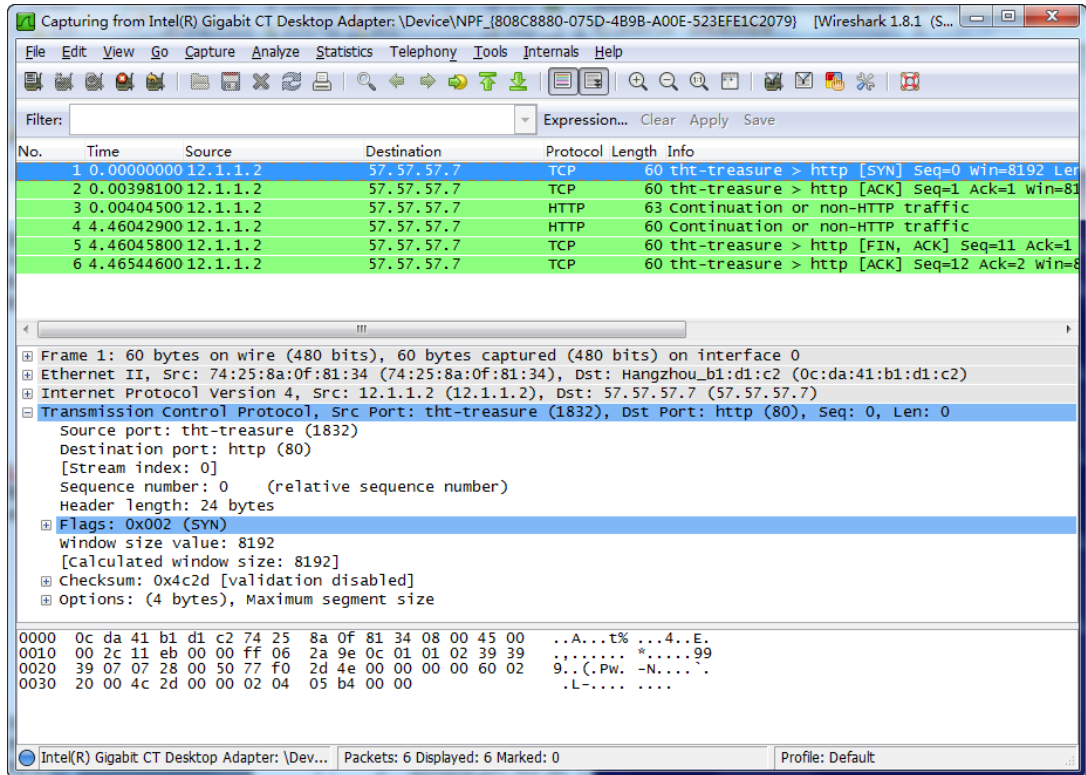 Capturing from Intel(R) Gigabit CT Desktop Adapter: \Device\NPF_{808C8880-075D-4B9B-A00E-523EFE1C2079} [Wireshark 1.8.1 (S...
File Edit View Go Capture Analyze Statistics Telephony Tools Internals Help
Filter: Expression... Clear Apply Save
No. Time Source Destination Protocol Length Info
1 0.00000000 12.1.1.2 57.57.57.7 TCP 60 tht-treasure > http [SYN] Seq=0 Win=8192 Len
2 0.00398100 12.1.1.2 57.57.57.7 TCP 60 tht-treasure > http [ACK] Seq=1 Ack=1 Win=81
3 0.00404500 12.1.1.2 57.57.57.7 HTTP 63 Continuation or non-HTTP traffic
4 4.46042900 12.1.1.2 57.57.57.7 HTTP 60 Continuation or non-HTTP traffic
5 4.46045800 12.1.1.2 57.57.57.7 TCP 60 tht-treasure > http [FIN, ACK] Seq=11 Ack=1
6 4.46544600 12.1.1.2 57.57.57.7 TCP 60 tht-treasure > http [ACK] Seq=12 Ack=2 Win=8
Frame 1: 60 bytes on wire (480 bits), 60 bytes captured (480 bits) on interface 0
Ethernet II, Src: 74:25:8a:0f:81:34 (74:25:8a:0f:81:34), Dst: Hangzhou_b1:d1:c2 (0c:da:41:b1:d1:c2)
Internet Protocol Version 4, Src: 12.1.1.2 (12.1.1.2), Dst: 57.57.57.7 (57.57.57.7)
Transmission Control Protocol, Src Port: tht-treasure (1832), Dst Port: http (80), Seq: 0, Len: 0
Source port: tht-treasure (1832)
Destination port: http (80)
[Stream index: 0]
Sequence number: 0 (relative sequence number)
Header length: 24 bytes
Flags: 0x002 (SYN)
Window size value: 8192
[Calculated window size: 8192]
Checksum: 0x4c2d [validation disabled]
Options: (4 bytes), Maximum segment size
0000 0c da 41 b1 d1 c2 74 25 8a 0f 81 34 08 00 45 00 ..A...t% ...4..E.
0010 00 2c 11 eb 00 00 ff 06 2a 9e 0c 01 01 02 39 39 .,...... *.....99
0020 39 07 07 28 00 50 77 f0 2d 4e 00 00 00 00 60 02 9..(.Pw. -N....`.
0030 20 00 4c 2d 00 00 02 04 05 b4 00 00 .L-.... ....
Intel(R) Gigabit CT Desktop Adapter: \Dev... Packets: 6 Displayed: 6 Marked: 0 Profile: Default